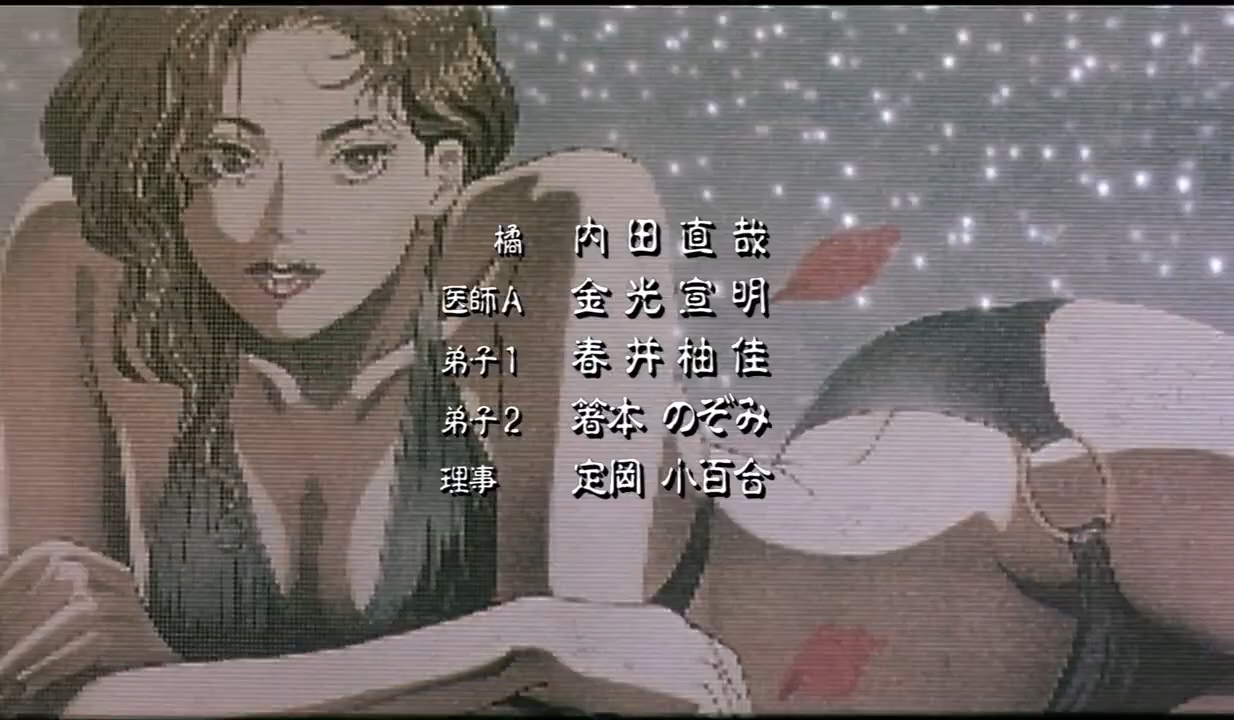 橘 内田直哉
医師A 金光宣明
弟子1 春井柚佳
弟子2 箸本 のぞみ
理事 定岡 小百合